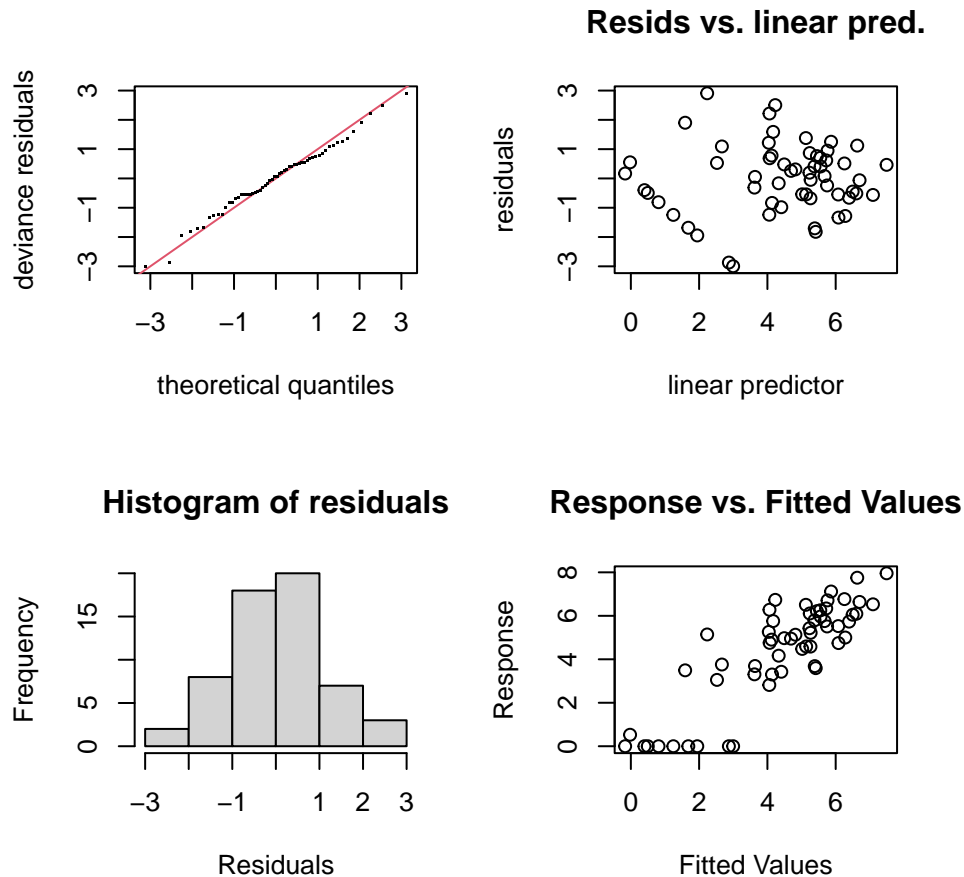 deviance residuals
3
1
−1
−3
−3 −1 1 2 3
theoretical quantiles
Resids vs. linear pred.
residuals
3
1
−1
−3
0 2 4 6
linear predictor
Histogram of residuals
Frequency
15
5
0
−3 −1 1 2 3
Residuals
Response vs. Fitted Values
Response
8
6
4
2
0
0 2 4 6
Fitted Values